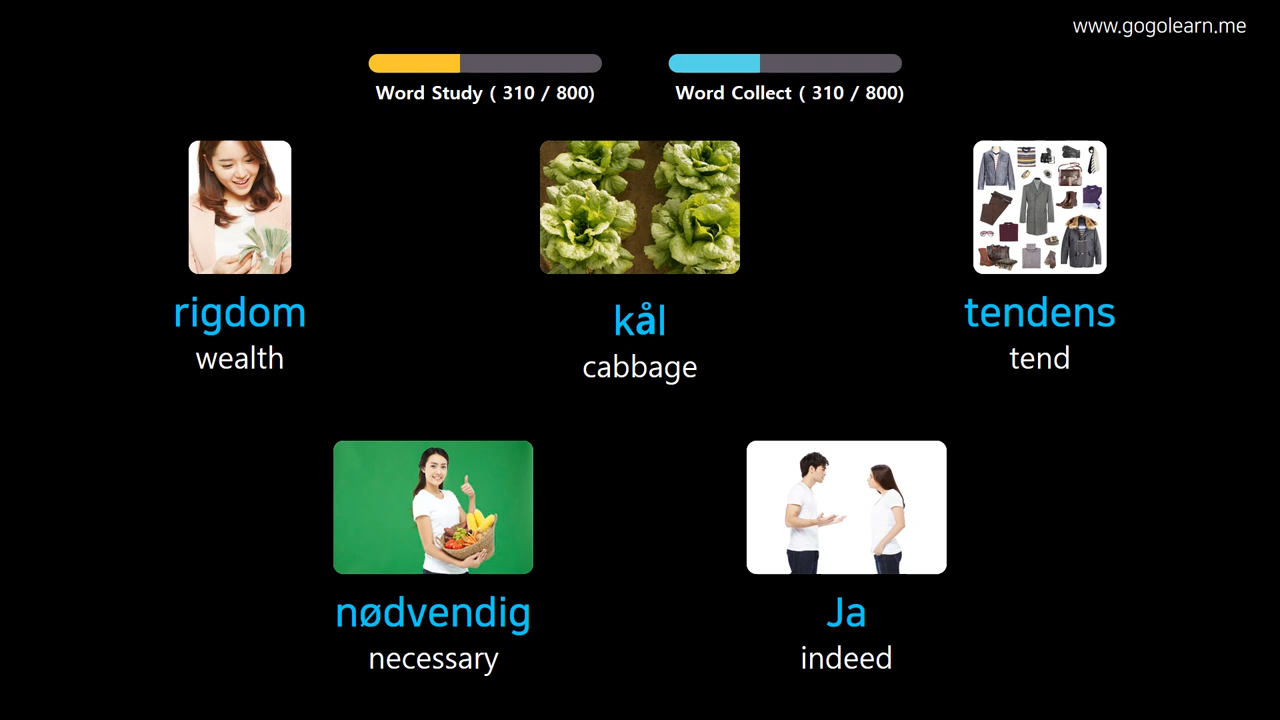 www.gogolearn.me
Word Study ( 310 / 800)
Word Collect ( 310 / 800)
rigdom
wealth
kål
cabbage
tendens
tend
nødvendig
necessary
Ja
indeed